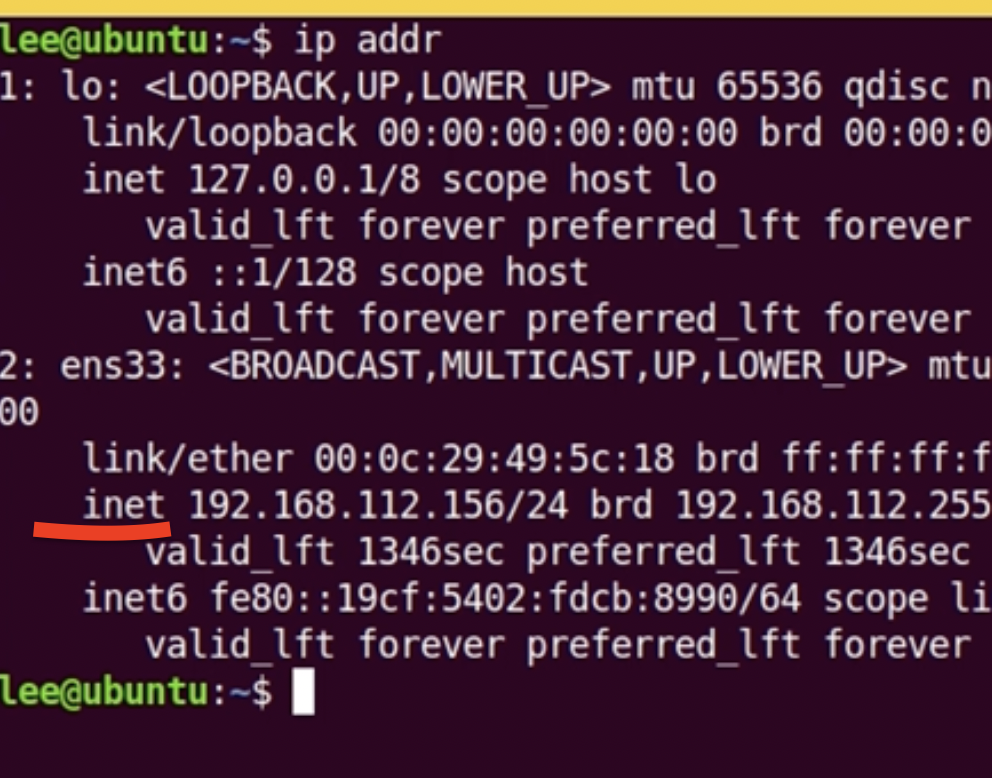 lee@ubuntu:~$ ip addr
1: lo: <LOOPBACK,UP,LOWER_UP> mtu 65536 qdisc n
link/loopback 00:00:00:00:00:00 brd 00:00:0
inet 127.0.0.1/8 scope host lo
valid_lft forever preferred_lft forever
inet6 ::1/128 scope host
valid_lft forever preferred_lft forever
2: ens33: <BROADCAST,MULTICAST,UP,LOWER_UP> mtu
00
link/ether 00:0c:29:49:5c:18 brd ff:ff:ff:f
inet 192.168.112.156/24 brd 192.168.112.255
valid_lft 1346sec preferred_lft 1346sec
inet6 fe80::19cf:5402:fdcb:8990/64 scope li
valid_lft forever preferred_lft forever
lee@ubuntu:~$